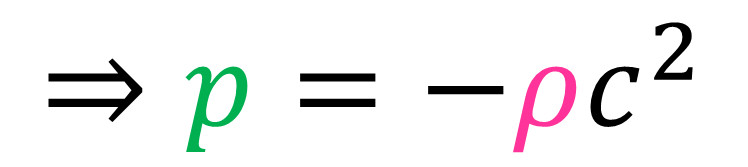 ⇒ p = −ρc²